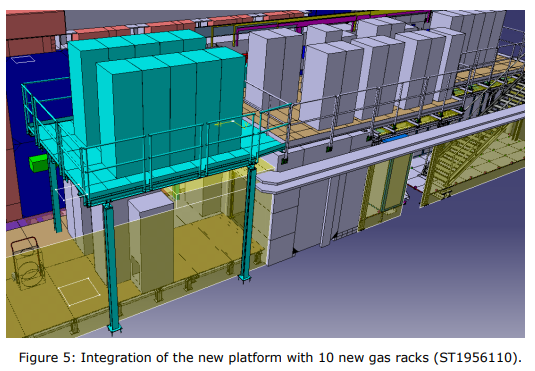 Figure 5: Integration of the new platform with 10 new gas racks (ST1956110).